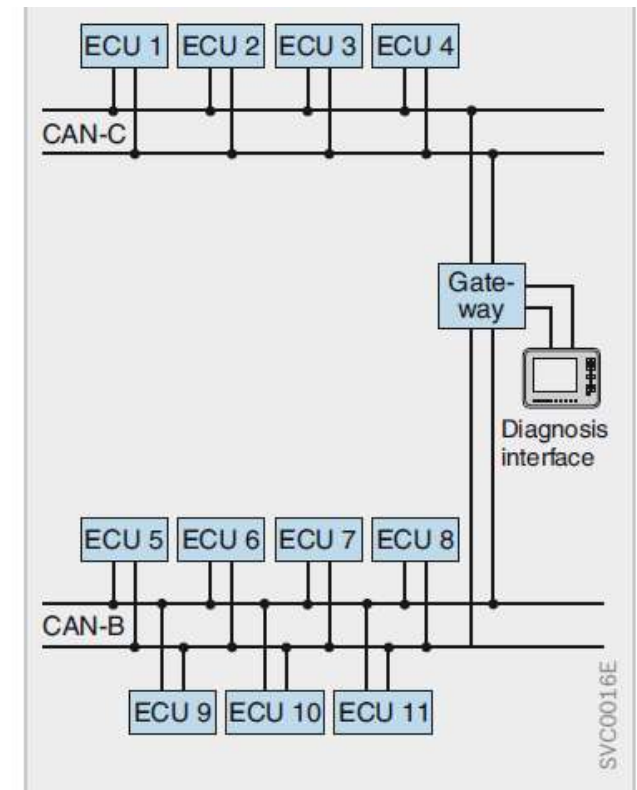 ECU 1
ECU 2
ECU 3
ECU 4
CAN-C
Gate-
way
Diagnosis
interface
ECU 5
ECU 6
ECU 7
ECU 8
CAN-B
ECU 9
ECU 10
ECU 11
SVC0016E